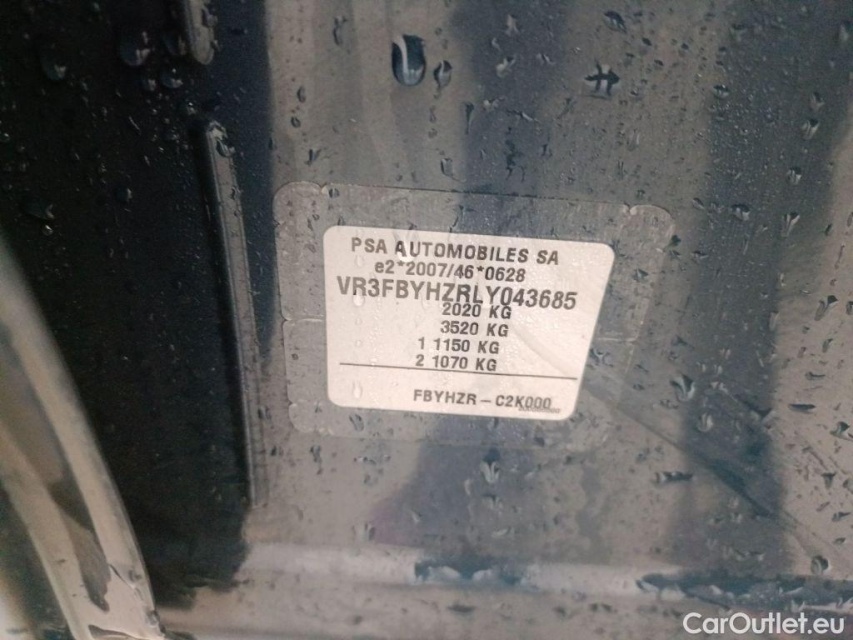 PSA AUTOMOBILES SA
e2*2007/46*0628
VR3FBYHZRLY043685
2020 KG
3520 KG
1 1150 KG
2 1070 KG
FBYHZR – C2K000
CarOutlet.eu